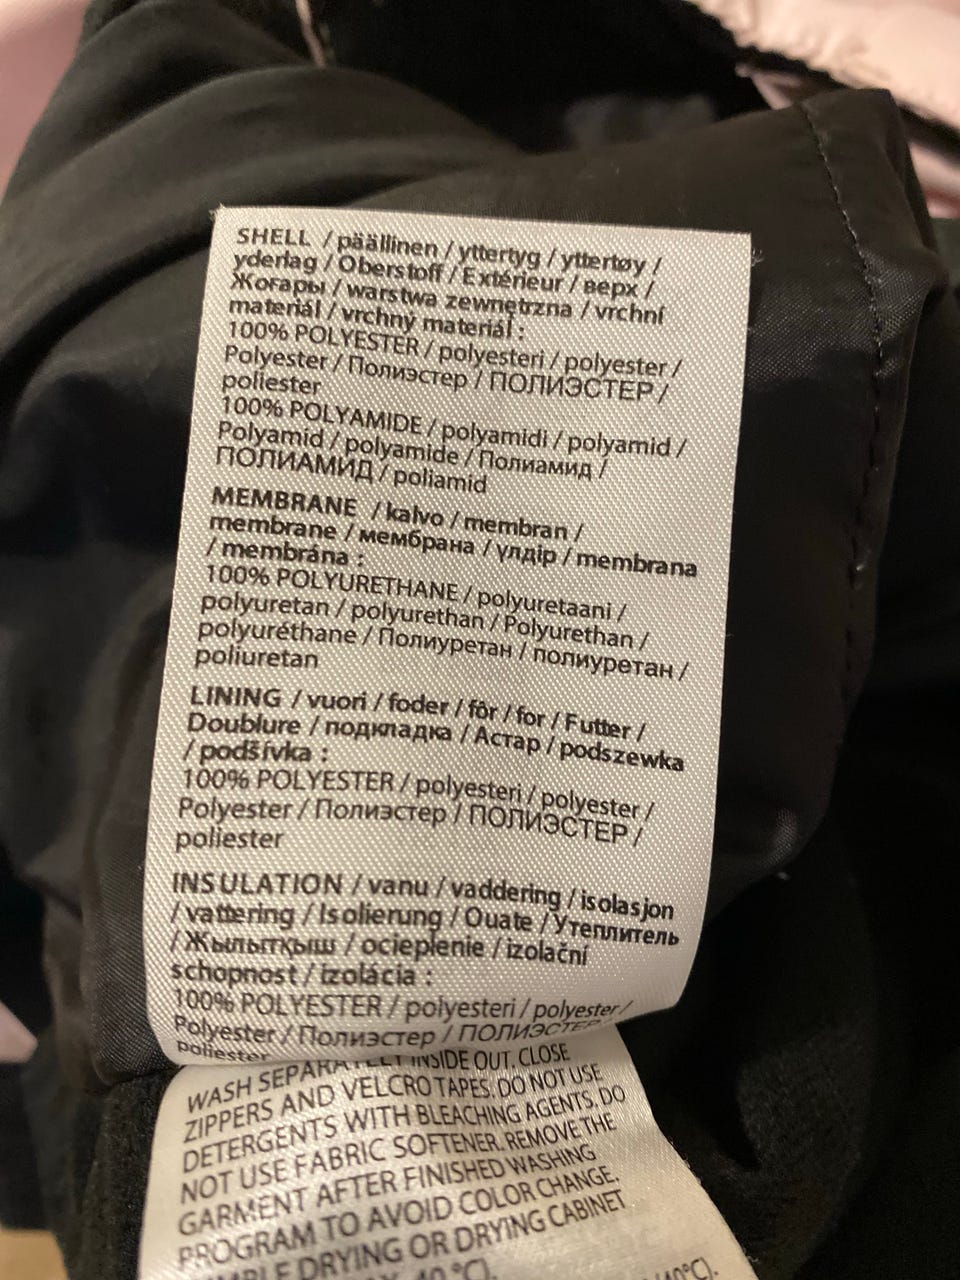 SHELL / päällinen / yttertyg / yttertøy /
yderlag / Oberstoff / Extérieur / верх /
Жоғары / warstwa zewnętrzna / vrchní
materiál / vrchný materiál :
100% POLYESTER / polyesteri / polyester /
Polyester / Полиэстер / ПОЛИЭСТЕР /
poliester
100% POLYAMIDE / polyamidi / polyamid /
Polyamid / polyamide / Полиамид /
ПОЛИАМИД / poliamid
MEMBRANE / kalvo / membran /
membrane / мембрана / үлдір / membrana
/ membrána :
100% POLYURETHANE / polyuretaani /
polyuretan / polyurethan / Polyurethan /
polyuréthane / Полиуретан / полиуретан /
poliuretan
LINING / vuori / foder / fôr / for / Futter /
Doublure / подкладка / Астар / podszewka
/ podšívka :
100% POLYESTER / polyesteri / polyester /
Polyester / Полиэстер / ПОЛИЭСТЕР /
poliester
INSULATION / vanu / vaddering / isolasjon
/ vattering / Isolierung / Ouate / Утеплитель
/ Жылытқыш / ocieplenie / izolační
schopnost / izolácia :
100% POLYESTER / polyesteri / polyester /
Polyester / Полиэстер / ПОЛИЭСТЕР /
poliester
WASH SEPARATELY INSIDE OUT. CLOSE
ZIPPERS AND VELCRO TAPES. DO NOT USE
DETERGENTS WITH BLEACHING AGENTS. DO
NOT USE FABRIC SOFTENER. REMOVE THE
GARMENT AFTER FINISHED WASHING
PROGRAM TO AVOID COLOR CHANGE.
DRYING OR DRYING CABINET
40 °C).